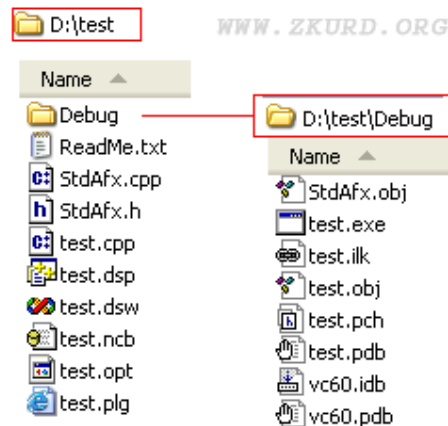 D:\test
WWW.ZKURD.ORG
Name
Debug
ReadMe.txt
StdAfx.cpp
StdAfx.h
test.cpp
test.dsp
test.dsw
test.ncb
test.opt
test.plg
D:\test\Debug
Name
StdAfx.obj
test.exe
test.ilk
test.obj
test.pch
test.pdb
vc60.idb
vc60.pdb